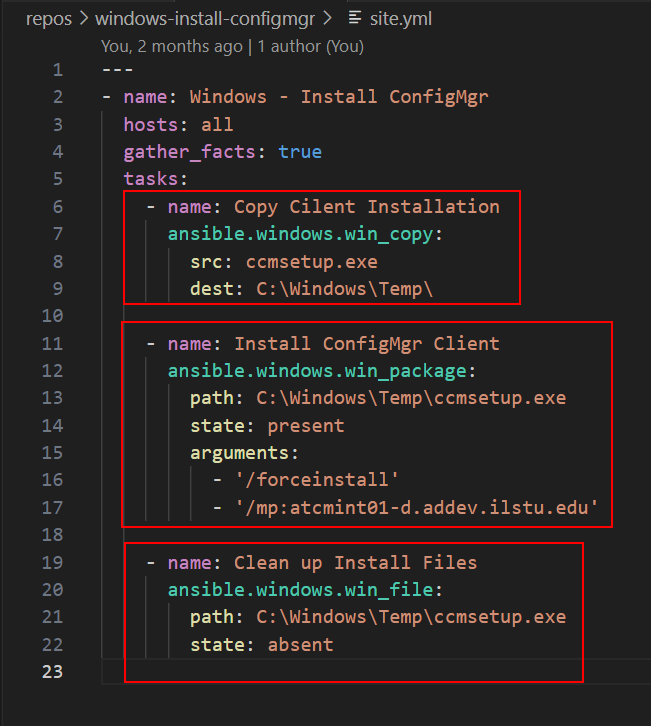 repos > windows-install-configmgr > site.yml
You, 2 months ago | 1 author (You)
1 ---
2 - name: Windows - Install ConfigMgr
3 hosts: all
4 gather_facts: true
5 tasks:
6 - name: Copy Cilent Installation
7 ansible.windows.win_copy:
8 src: ccmsetup.exe
9 dest: C:\Windows\Temp\
10
11 - name: Install ConfigMgr Client
12 ansible.windows.win_package:
13 path: C:\Windows\Temp\ccmsetup.exe
14 state: present
15 arguments:
16 - '/forceinstall'
17 - '/mp:atcmint01-d.addev.ilstu.edu'
18
19 - name: Clean up Install Files
20 ansible.windows.win_file:
21 path: C:\Windows\Temp\ccmsetup.exe
22 state: absent
23